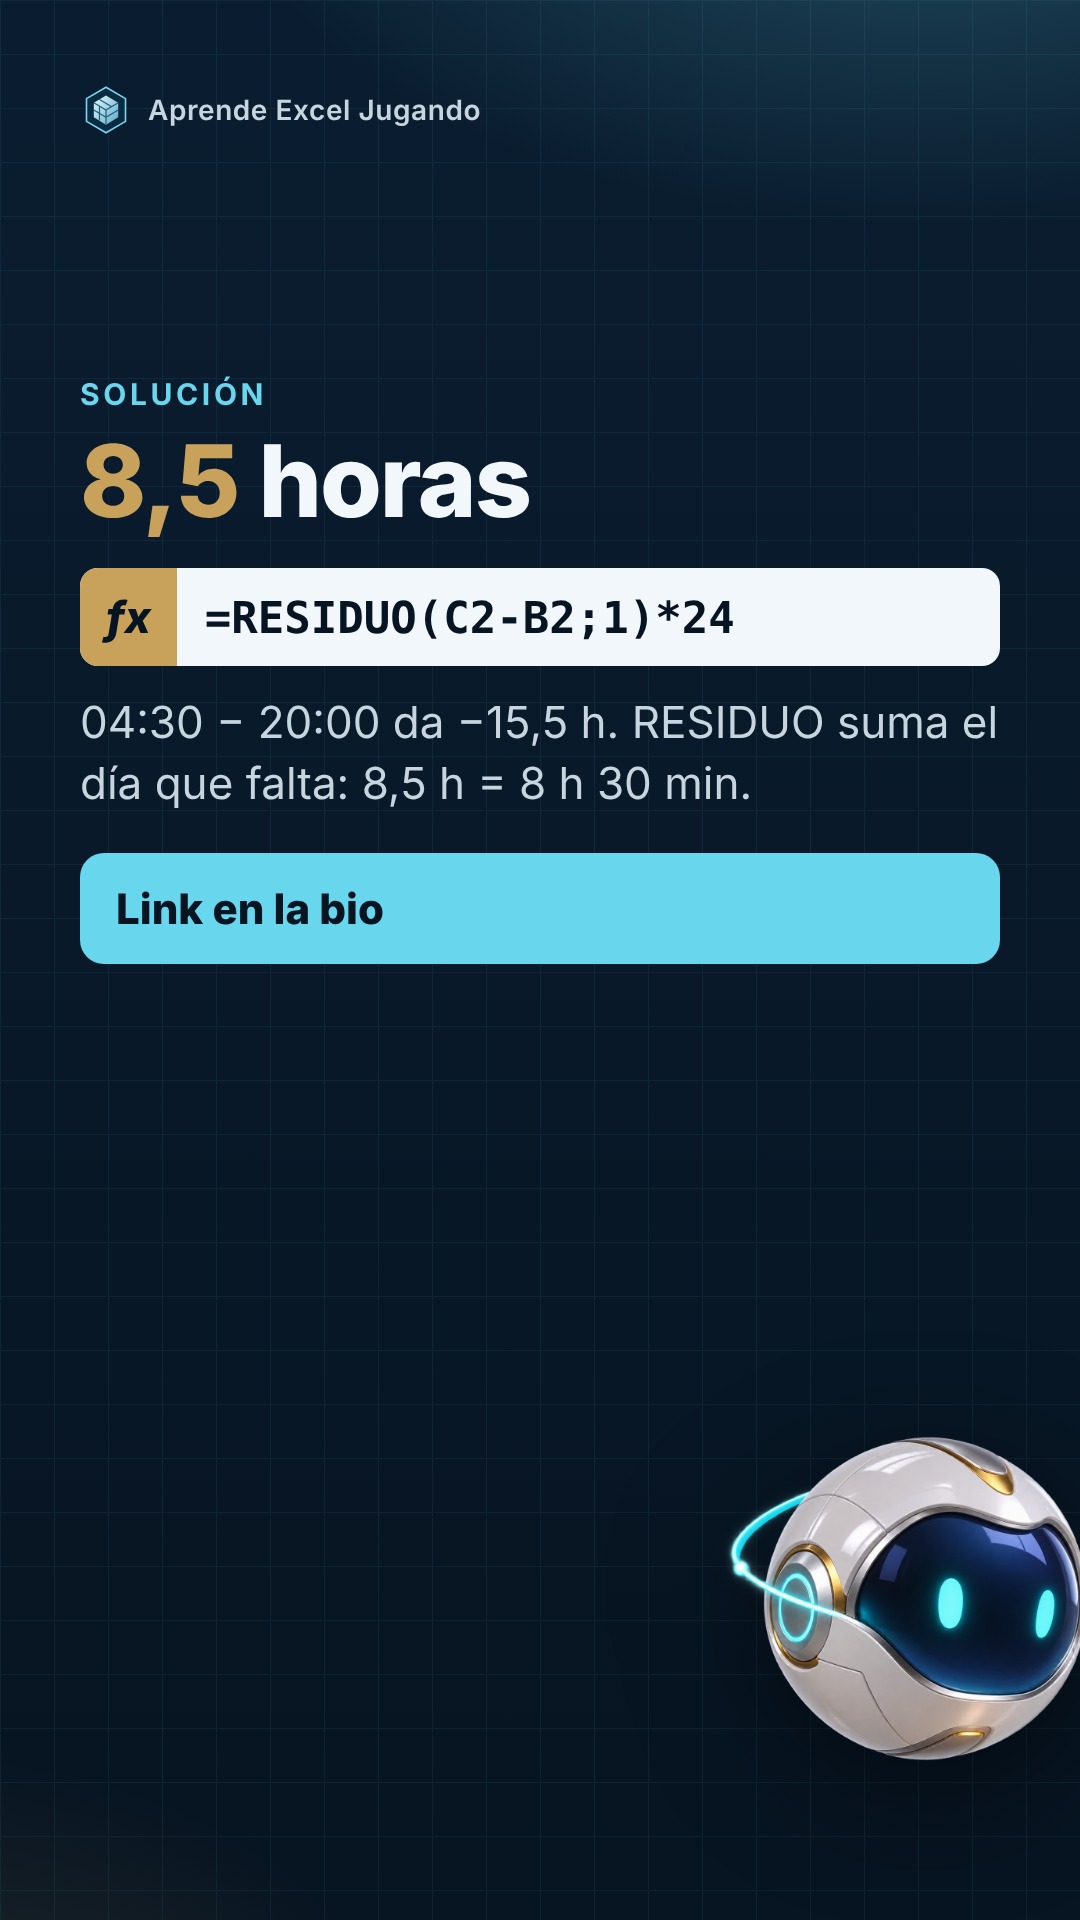 Aprende Excel Jugando
SOLUCIÓN
8,5 horas
fx =RESIDUO(C2-B2;1)*24
04:30 − 20:00 da −15,5 h. RESIDUO suma el
día que falta: 8,5 h = 8 h 30 min.
Link en la bio